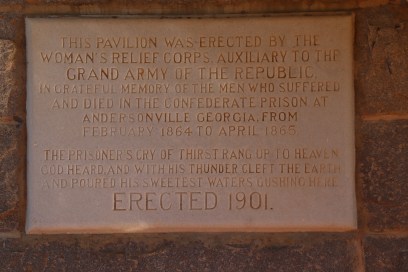 THIS PAVILION WAS ERECTED BY THE
WOMAN'S RELIEF CORPS, AUXILIARY TO THE
GRAND ARMY OF THE REPUBLIC
IN GRATEFUL MEMORY OF THE MEN WHO SUFFERED
AND DIED IN THE CONFEDERATE PRISON AT
ANDERSONVILLE GEORGIA, FROM
FEBRUARY 1864 TO APRIL 1865.
THE PRISONER'S CRY OF THIRST RANG UP TO HEAVEN
GOD HEARD, AND WITH HIS THUNDER CLEFT THE EARTH
AND POURED HIS SWEETEST WATERS GUSHING HERE.
ERECTED 1901.